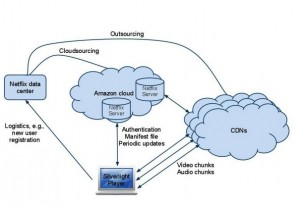 Outsourcing
Cloudsourcing
Netflix data
center
Amazon cloud
Netflix
Server
Netflix
Server
CDNs
Logistics, e.g.,
new user
registration
Authentication
Manifest file
Periodic updates
Video chunks
Audio chunks
Silverlight
Player